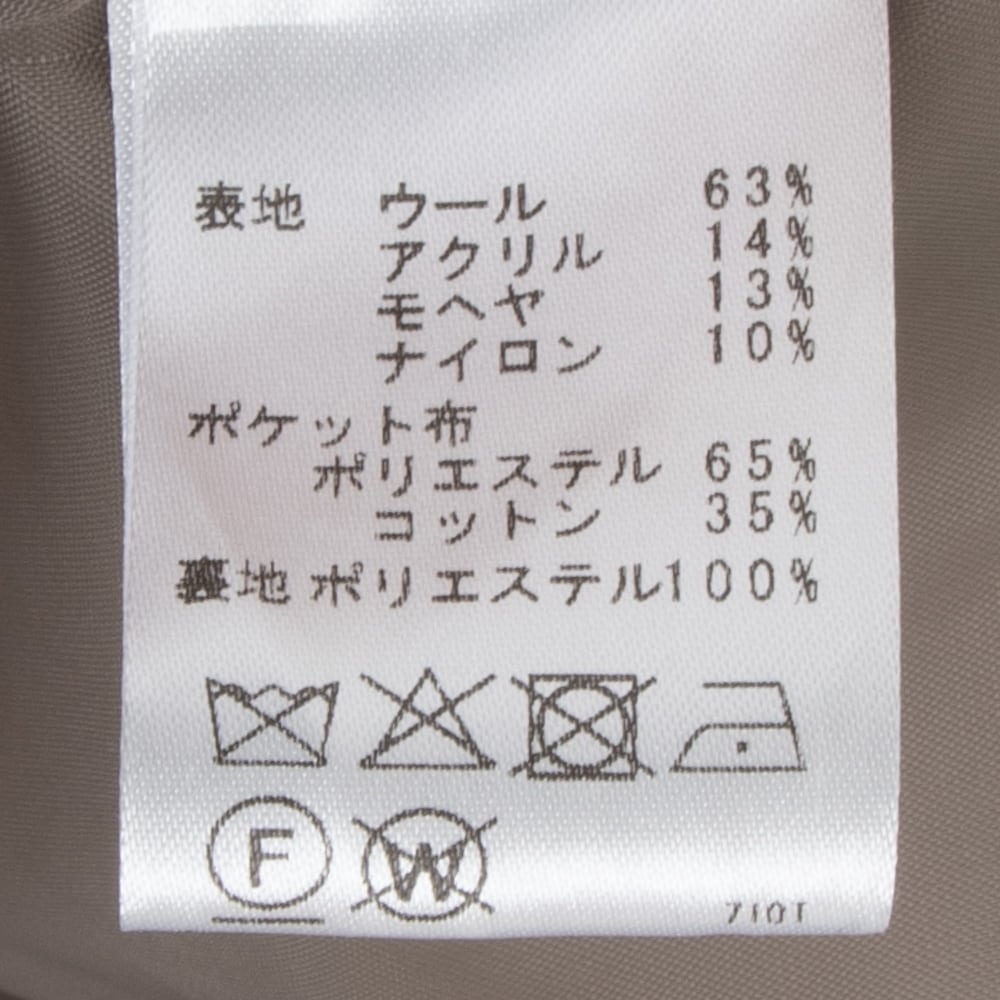 表地 ウール 63%
アクリル 14%
モヘヤ 13%
ナイロン 10%
ポケット布
ポリエステル 65%
コットン 35%
裏地 ポリエステル100%
F W